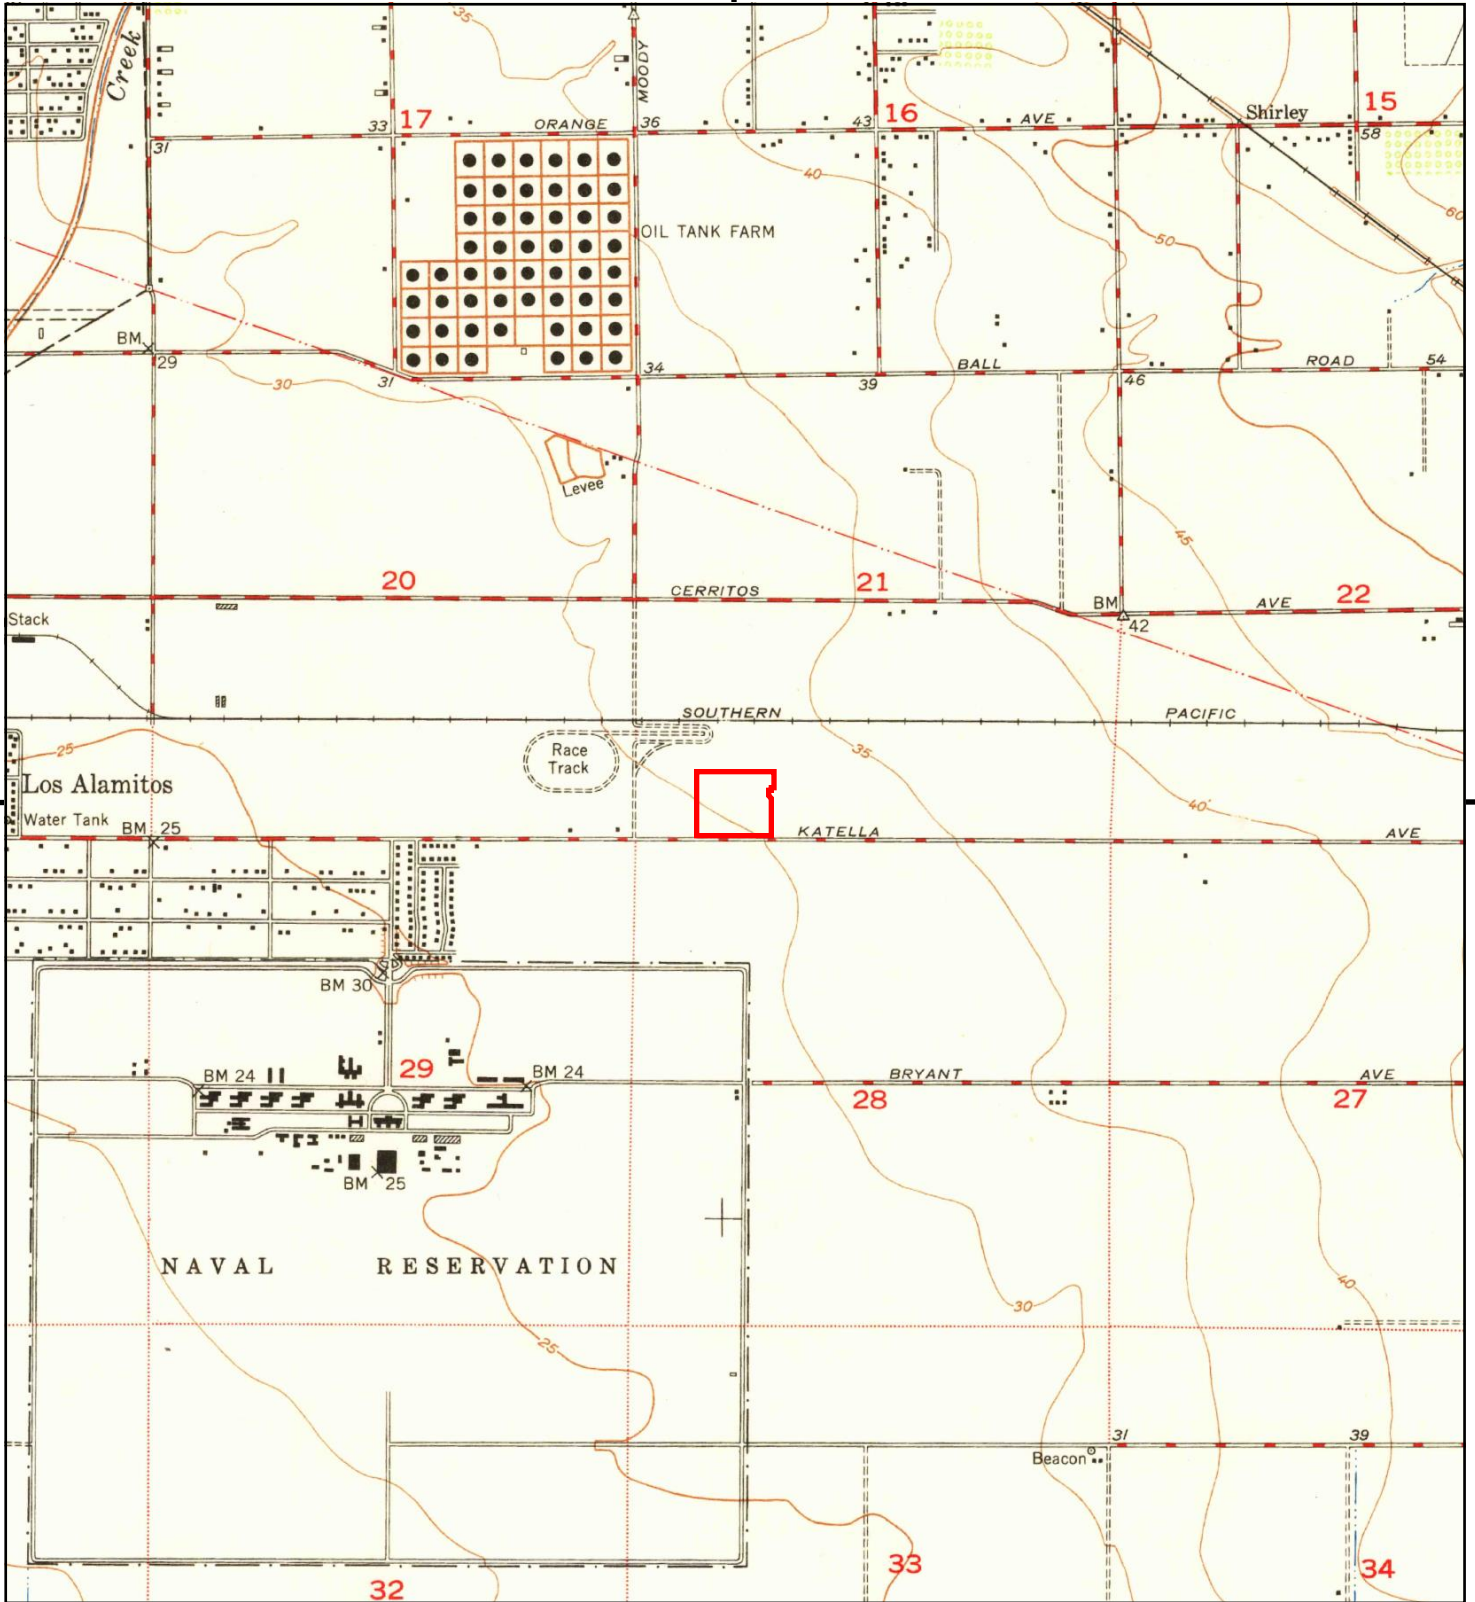 35
Creek
MOODY
15
Shirley
33
17
ORANGE
36
43
16
AVE
58
31
40
60
OIL TANK FARM
50
BM
29
30
31
34
39
BALL
46
ROAD
54
Levee
45
20
CERRITOS
21
BM
42
AVE
22
Stack
SOUTHERN
PACIFIC
25
Race
Track
35
Los Alamitos
40
Water Tank
BM 25
KATELLA
AVE
BM 30
BM 24
29
BM 24
BRYANT
AVE
28
27
BM 25
NAVAL RESERVATION
30
40
25
31
39
Beacon
33
34
32